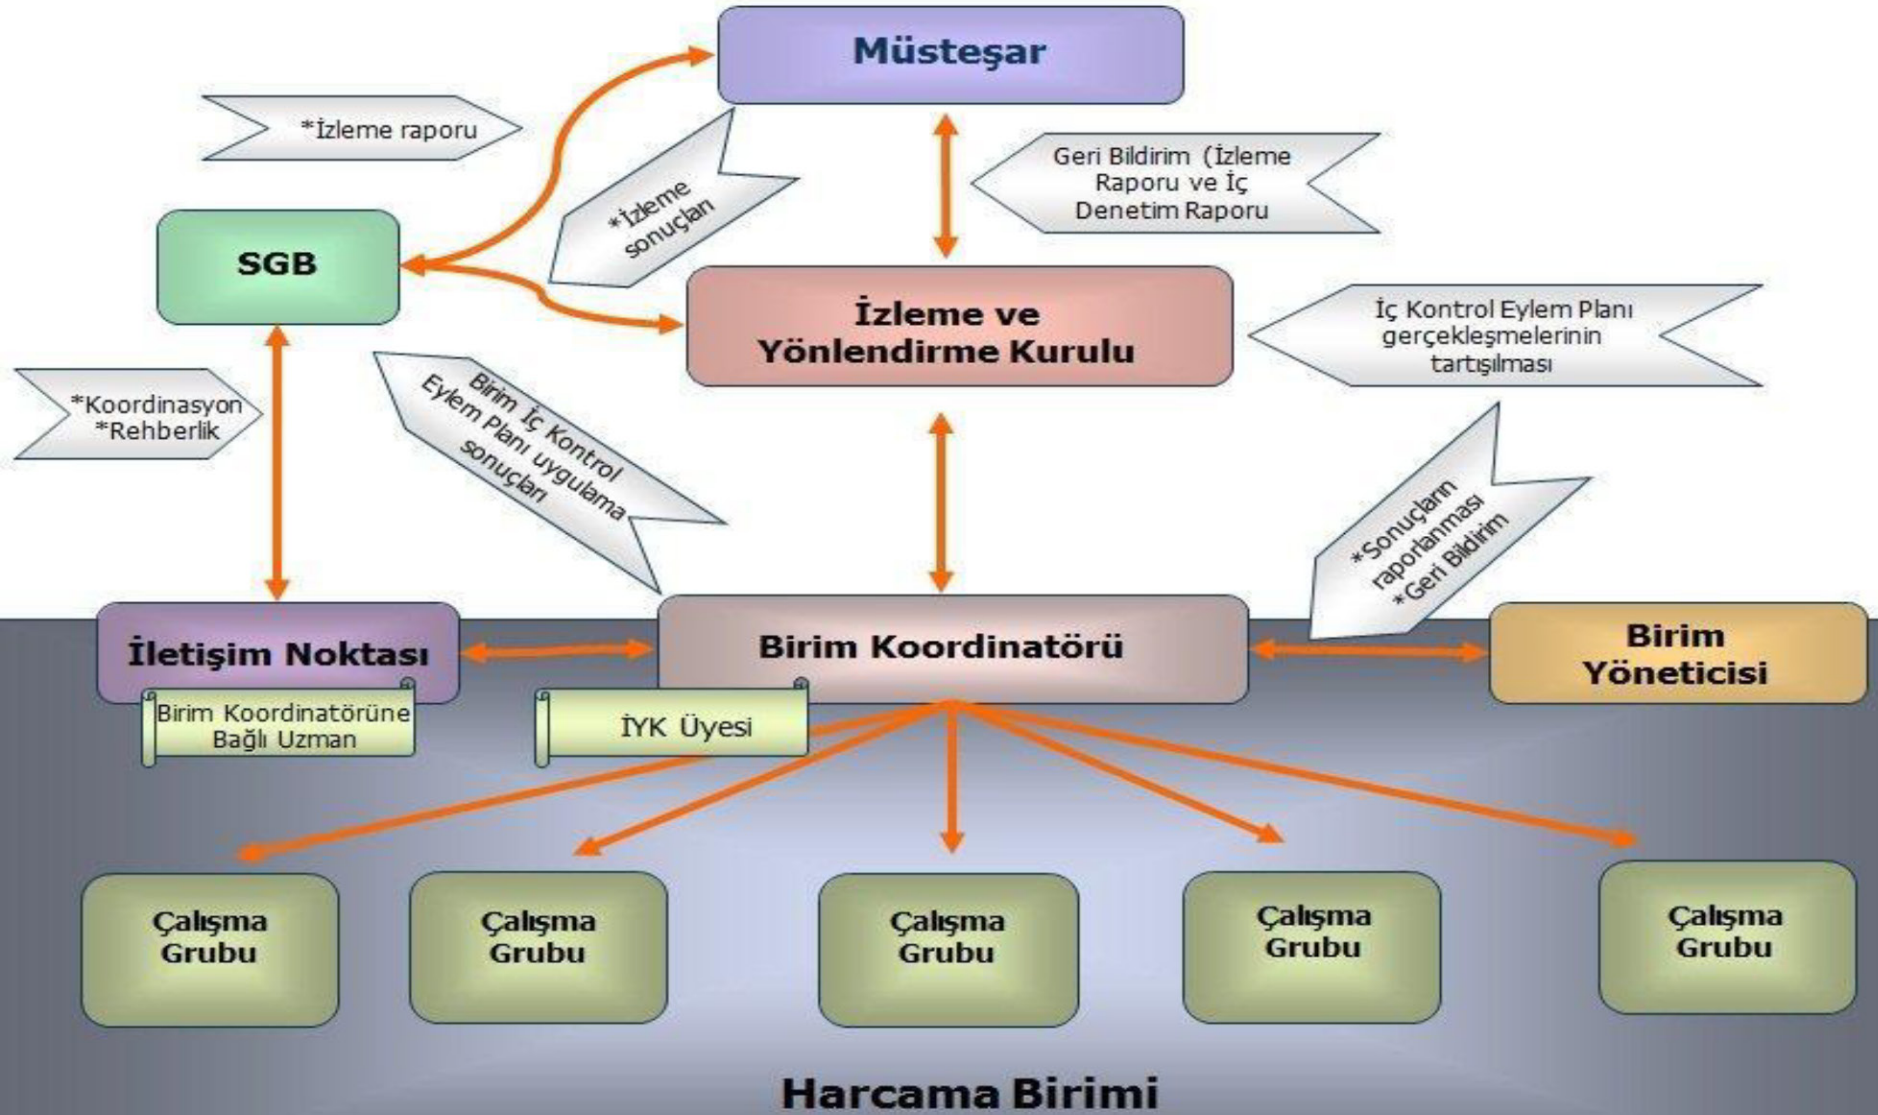 Müsteşar
*İzleme raporu
Geri Bildirim (İzleme
Raporu ve İç
Denetim Raporu
*İzleme
sonuçları
SGB
İzleme ve
Yönlendirme Kurulu
İç Kontrol Eylem Planı
gerçekleşmelerinin
tartışılması
*Koordinasyon
*Rehberlik
Birim İç Kontrol
Eylem Planı uygulama
sonuçları
*Sonuçların
raporlanması
*Geri Bildirim
İletişim Noktası
Birim Koordinatörüne
Bağlı Uzman
Birim Koordinatörü
İYK Üyesi
Birim
Yöneticisi
Çalışma
Grubu
Çalışma
Grubu
Çalışma
Grubu
Çalışma
Grubu
Çalışma
Grubu
Harcama Birimi